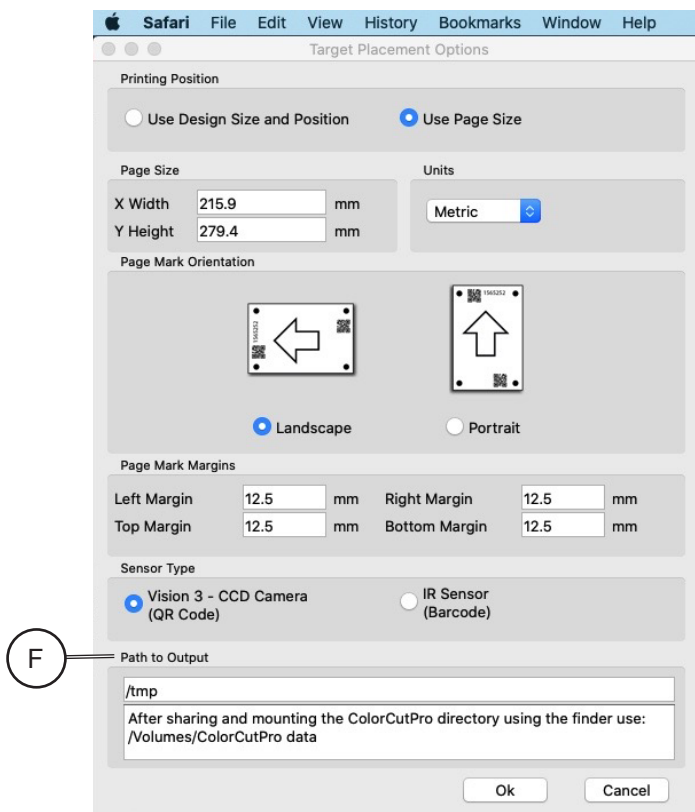 Safari File Edit View History Bookmarks Window Help
Target Placement Options
Printing Position
Use Design Size and Position Use Page Size
Page Size Units
X Width 215.9 mm Metric
Y Height 279.4 mm
Page Mark Orientation
1565252 1565252
Landscape Portrait
Page Mark Margins
Left Margin 12.5 mm Right Margin 12.5 mm
Top Margin 12.5 mm Bottom Margin 12.5 mm
Sensor Type
Vision 3 - CCD Camera IR Sensor
(QR Code) (Barcode)
F Path to Output
/tmp
After sharing and mounting the ColorCutPro directory using the finder use:
/Volumes/ColorCutPro data
Ok Cancel